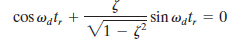 cos ω_d t_r + ζ/√(1 − ζ²) sin ω_d t_r = 0